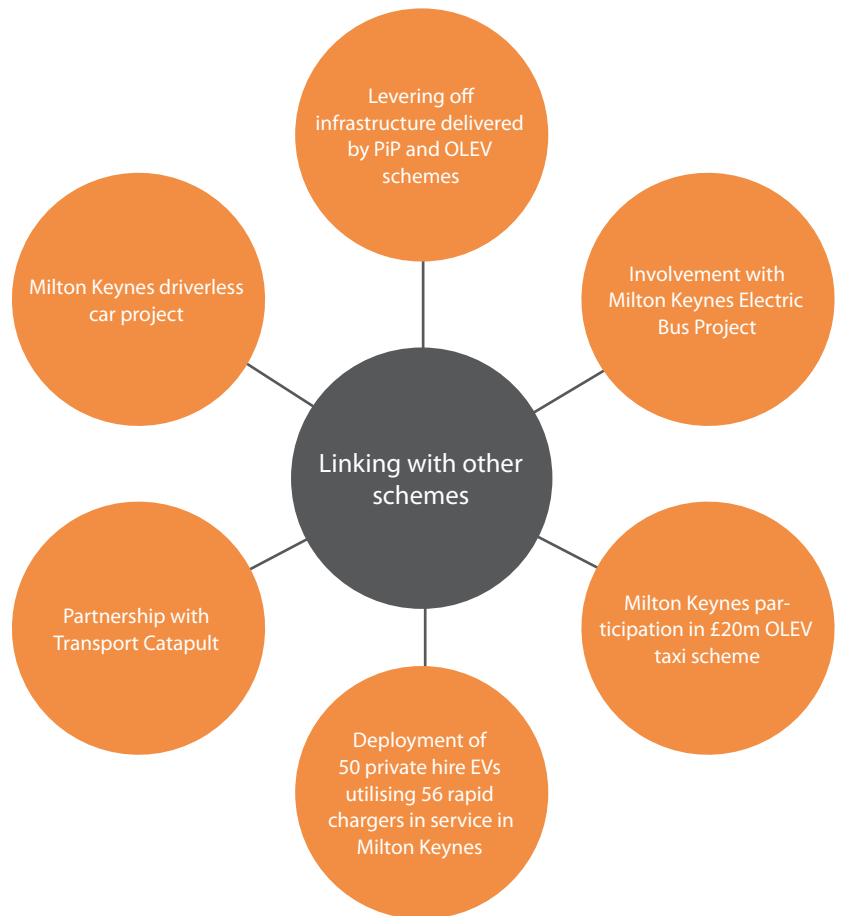 Levering off
infrastructure delivered
by PiP and OLEV
schemes
Milton Keynes driverless
car project
Involvement with
Milton Keynes Electric
Bus Project
Linking with other
schemes
Partnership with
Transport Catapult
Milton Keynes par-
ticipation in £20m OLEV
taxi scheme
Deployment of
50 private hire EVs
utilising 56 rapid
chargers in service in
Milton Keynes